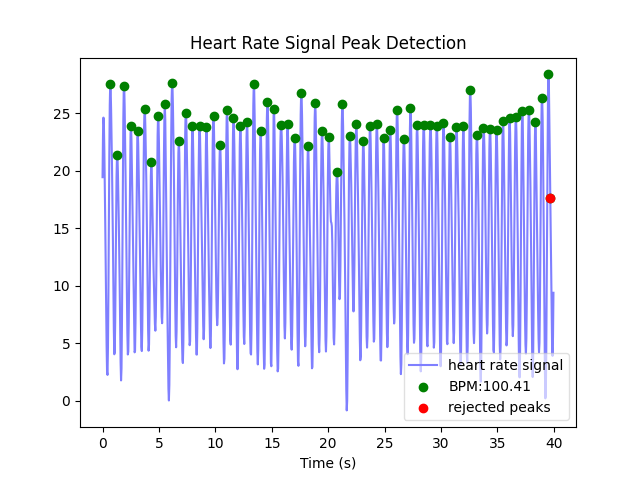 Heart Rate Signal Peak Detection
25
20
15
10
5
0
heart rate signal
BPM:100.41
rejected peaks
0 5 10 15 20 25 30 35 40
Time (s)